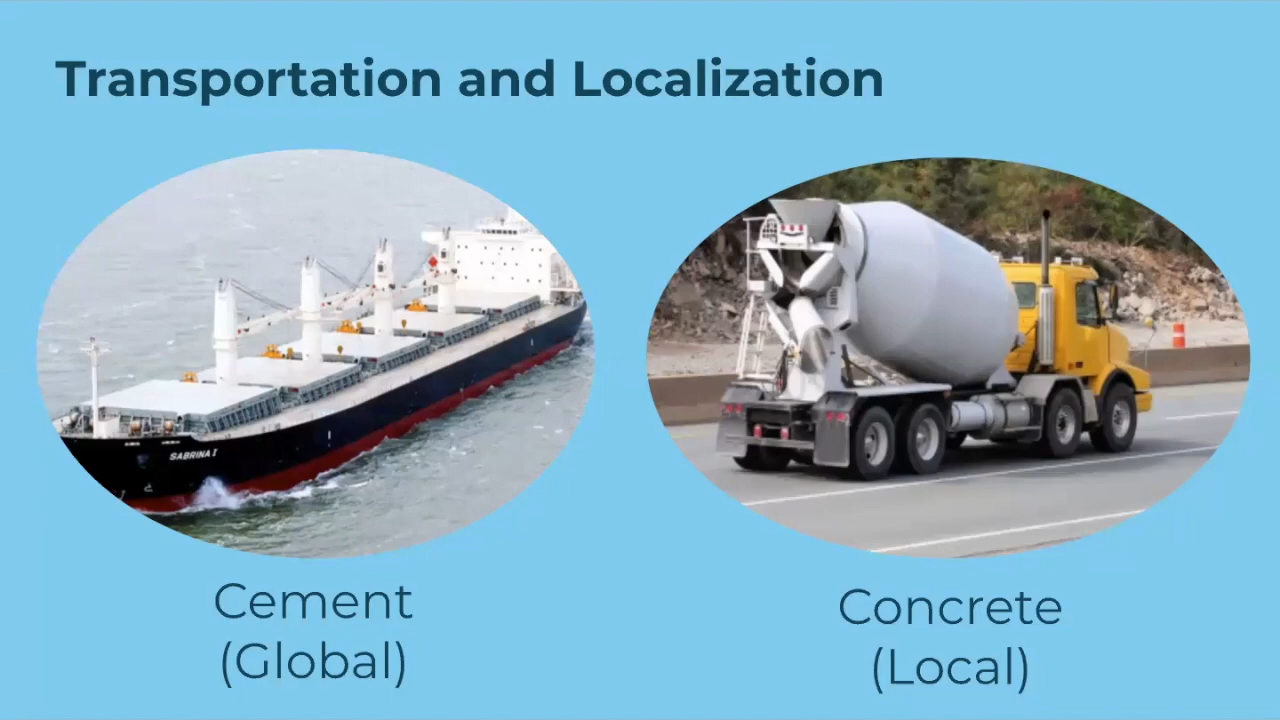 Transportation and Localization
SABRINA I
Cement
(Global)
Concrete
(Local)